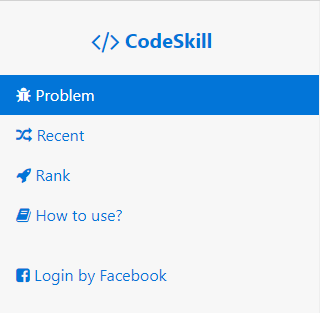 CodeSkill
Problem
Recent
Rank
How to use?
Login by Facebook